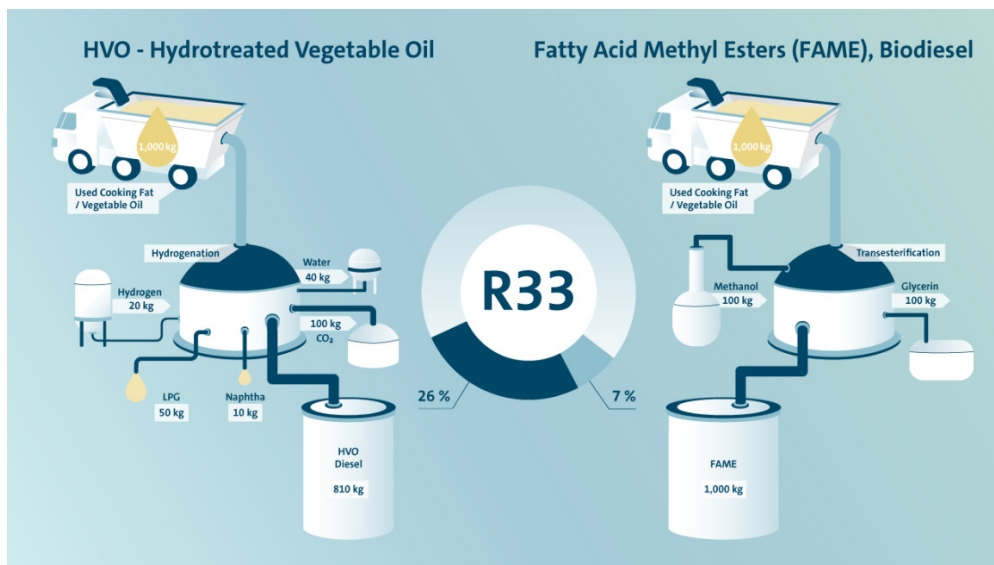 HVO - Hydrotreated Vegetable Oil
1,000 kg
Used Cooking Fat
/ Vegetable Oil
Hydrogenation
Water
40 kg
Hydrogen
20 kg
100 kg
CO₂
LPG
50 kg
Naphtha
10 kg
HVO
Diesel
810 kg
R33
26 %
7 %
Fatty Acid Methyl Esters (FAME), Biodiesel
1,000 kg
Used Cooking Fat
/ Vegetable Oil
Transesterification
Methanol
100 kg
Glycerin
100 kg
FAME
1,000 kg